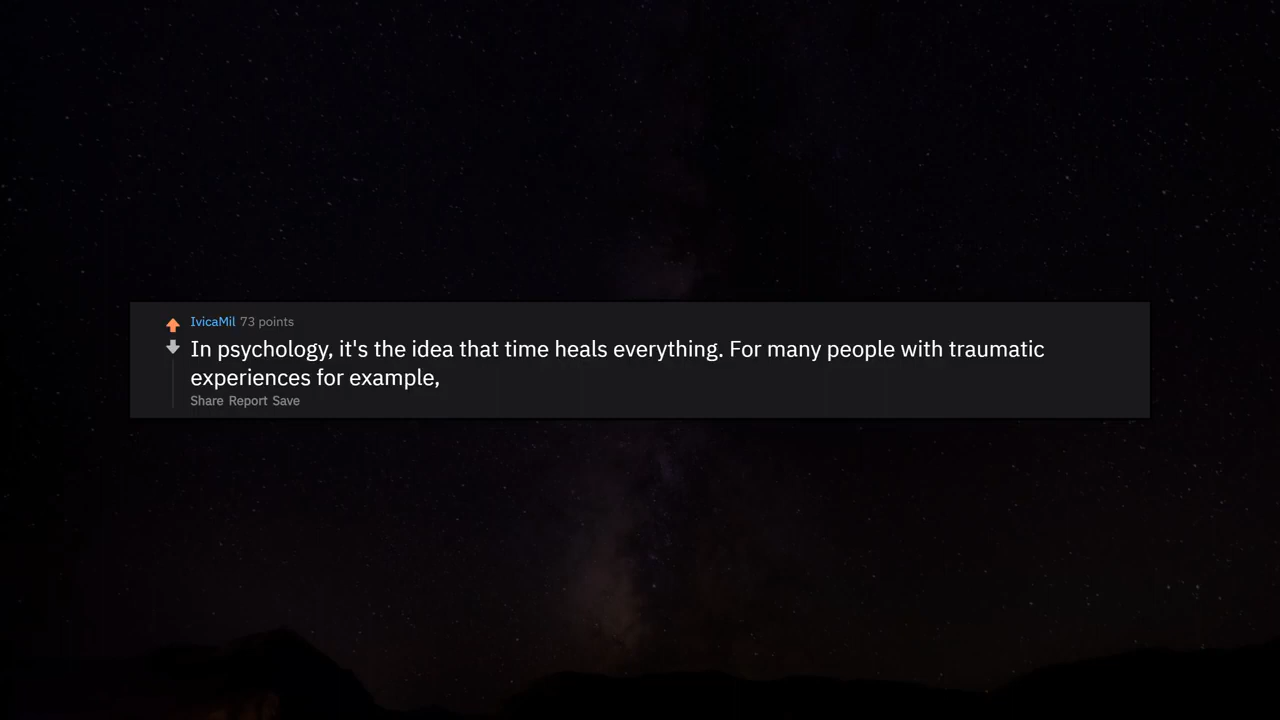 IvicaMil 73 points
In psychology, it's the idea that time heals everything. For many people with traumatic
experiences for example,
Share Report Save